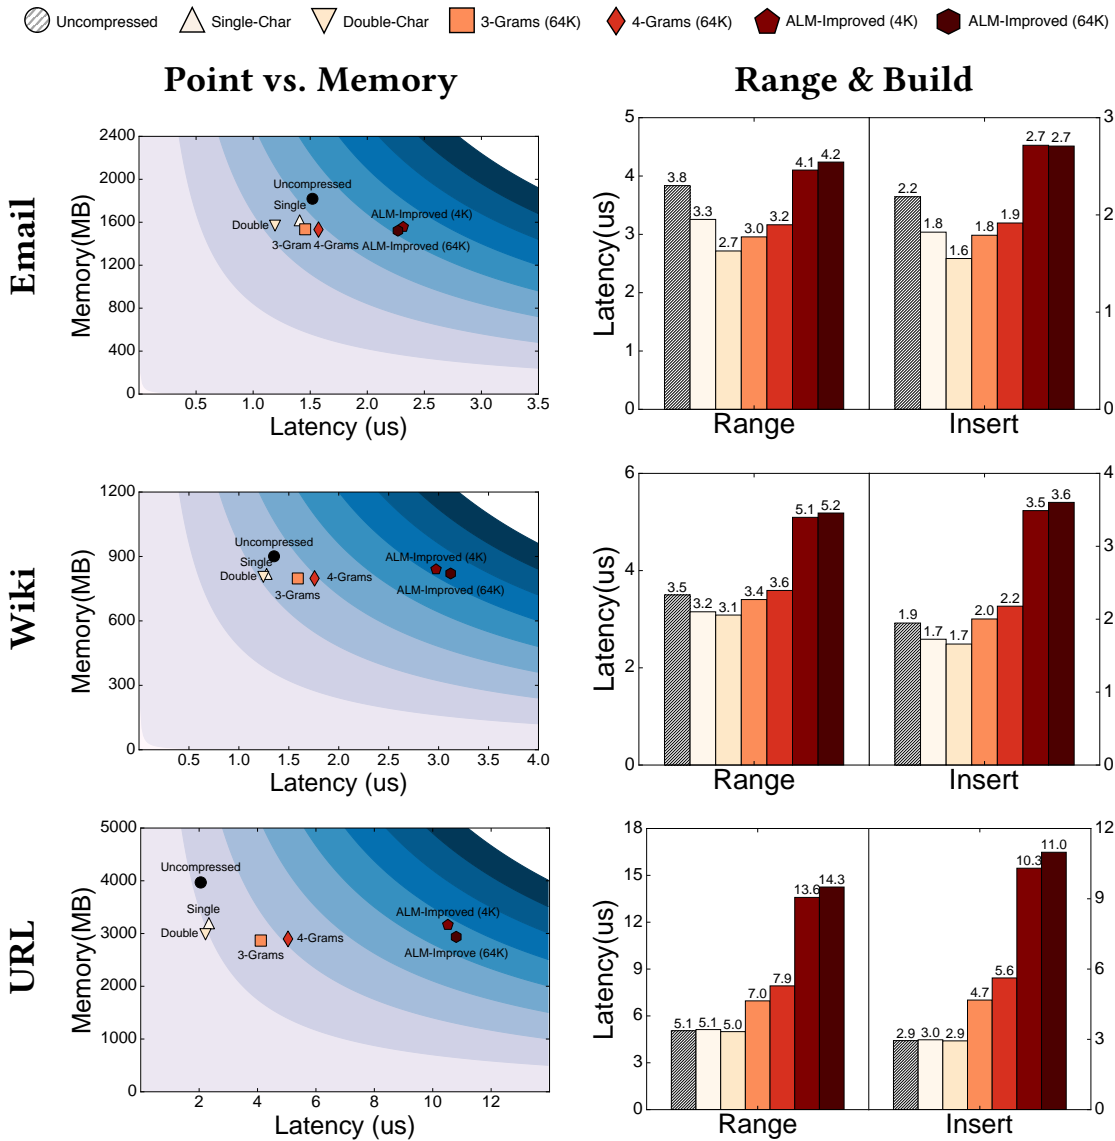 Uncompressed Single-Char Double-Char 3-Grams (64K) 4-Grams (64K) ALM-Improved (4K) ALM-Improved (64K)
Point vs. Memory
Range & Build
Email
Memory(MB)
2400
2000
1600
1200
800
400
0
Uncompressed
Single
Double
3-Gram 4-Grams
ALM-Improved (4K)
ALM-Improved (64K)
0.5 1.0 1.5 2.0 2.5 3.0 3.5
Latency (us)
Latency(us)
5
4
3
2
1
0
3.8 3.3 2.7 3.0 3.2 4.1 4.2
2.2 1.8 1.6 1.8 1.9 2.7 2.7
3
2
1
0
Range Insert
Wiki
Memory(MB)
1200
900
600
300
0
Uncompressed
Single
Double
3-Grams
4-Grams
ALM-Improved (4K)
ALM-Improved (64K)
0.5 1.0 1.5 2.0 2.5 3.0 3.5 4.0
Latency (us)
Latency(us)
6
4
2
0
3.5 3.2 3.1 3.4 3.6 5.1 5.2
1.9 1.7 1.7 2.0 2.2 3.5 3.6
4
3
2
1
0
Range Insert
URL
Memory(MB)
5000
4000
3000
2000
1000
0
Uncompressed
Single
Double
3-Grams
4-Grams
ALM-Improved (4K)
ALM-Improve (64K)
2 4 6 8 10 12
Latency (us)
Latency(us)
18
15
12
9
6
3
0
5.1 5.1 5.0 7.0 7.9 13.6 14.3
2.9 3.0 2.9 4.7 5.6 10.3 11.0
12
9
6
3
0
Range Insert